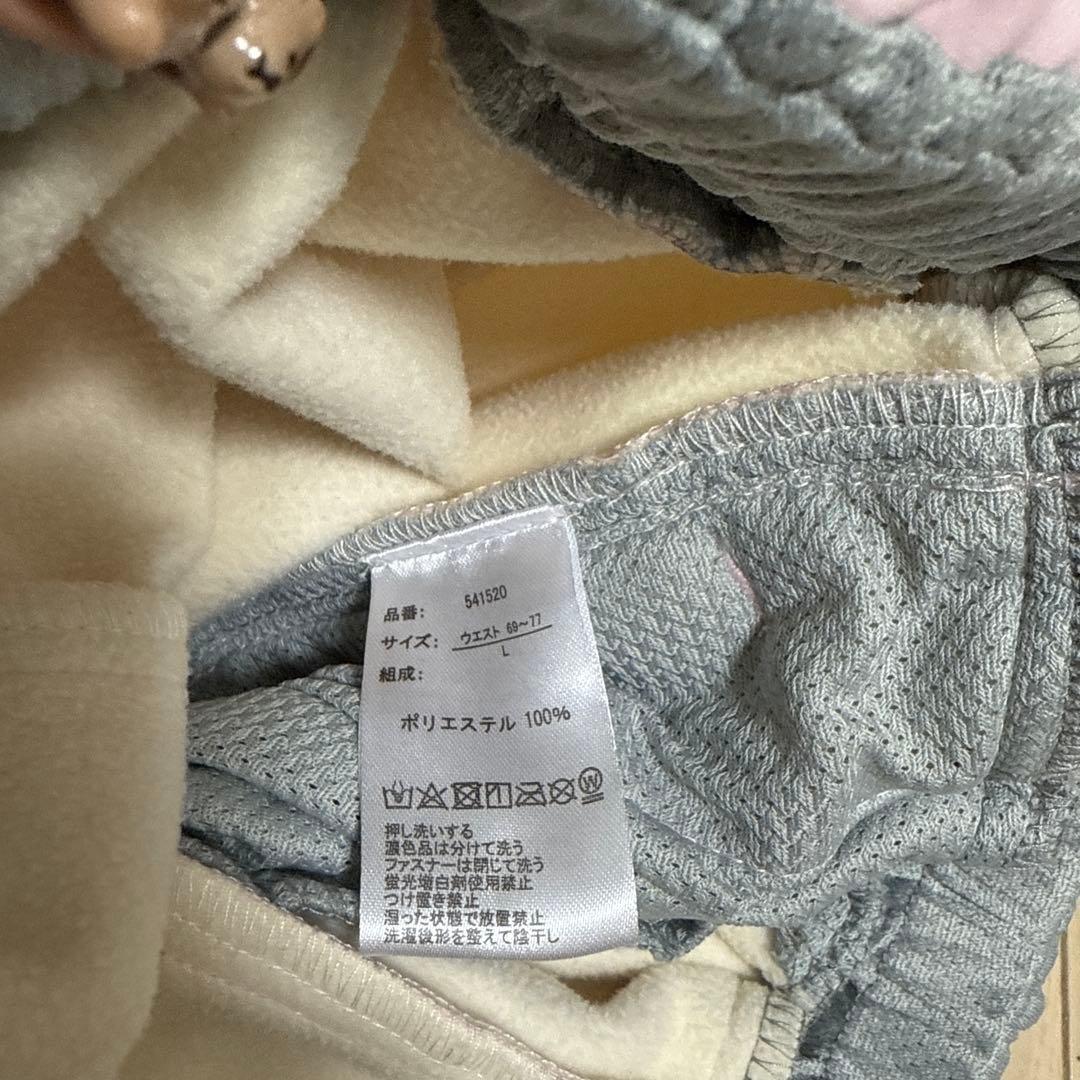 品番: 541520
サイズ: ウエスト 69~77
L
組成:
ポリエステル 100%
W
押し洗いする
濃色品は分けて洗う
ファスナーは閉じて洗う
蛍光増白剤使用禁止
つけ置き禁止
湿った状態で放置禁止
洗濯後形を整えて陰干し